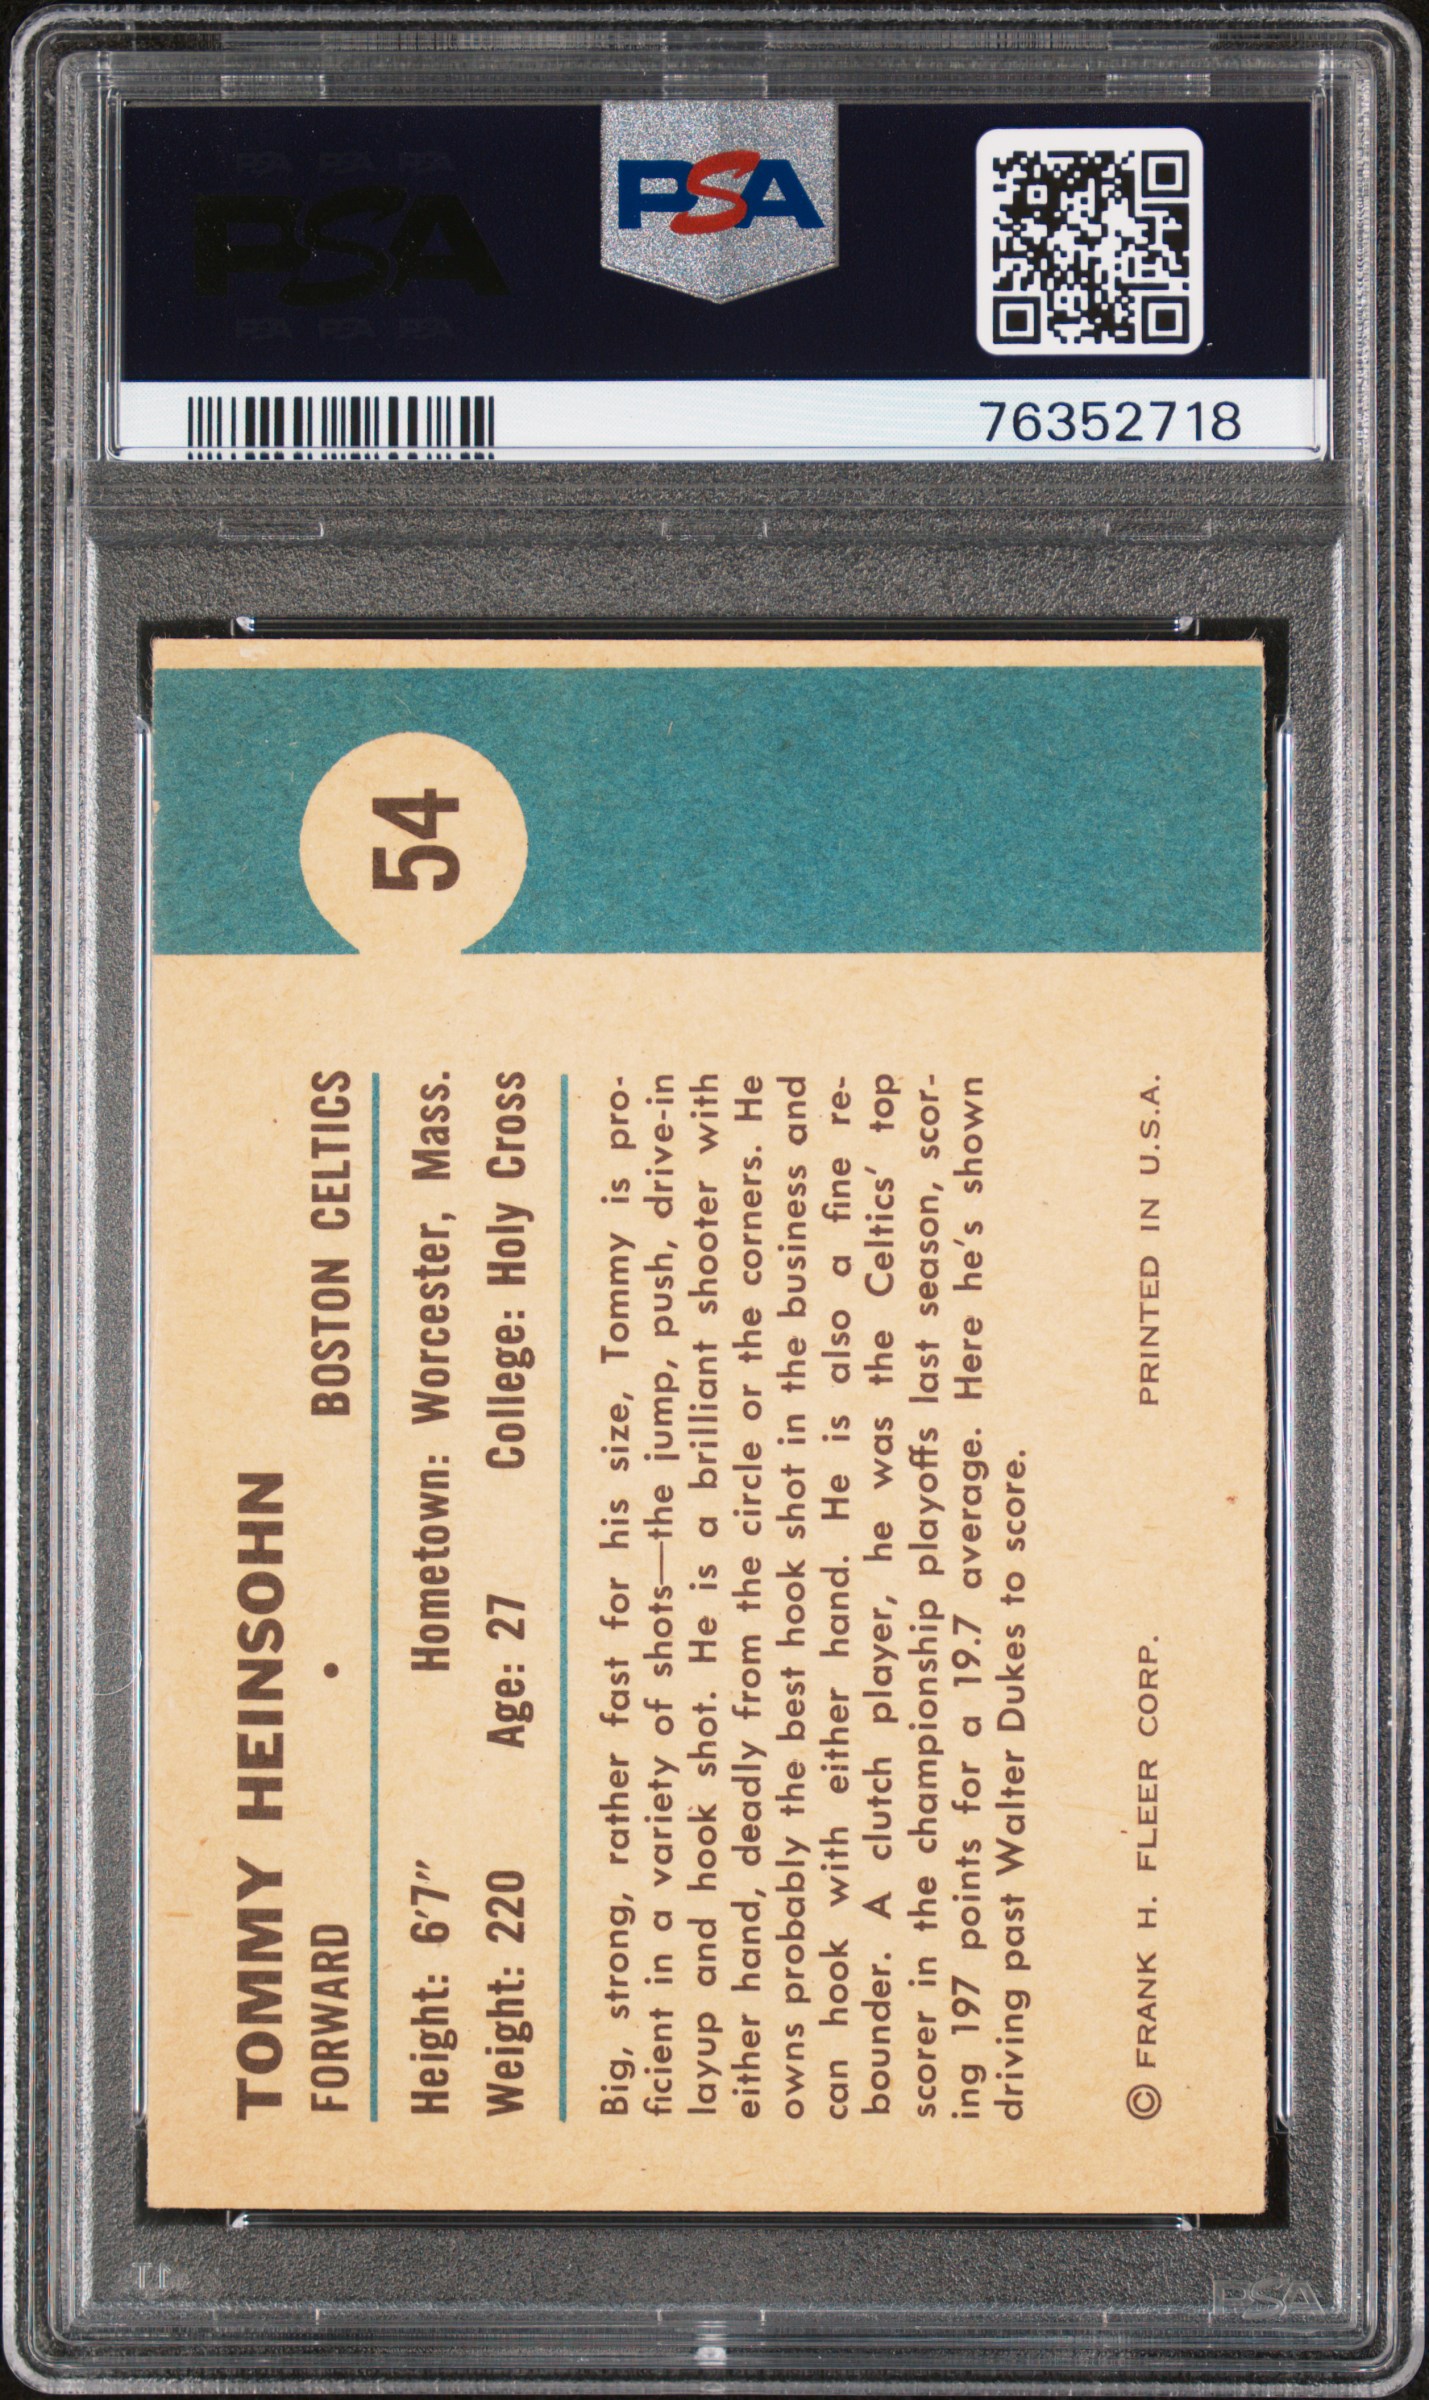 PSA PSA PSA
PSA
PSA PSA PSA
PSA
76352718
54
TOMMY HEINSOHN
FORWARD • BOSTON CELTICS
Height: 6'7" Hometown: Worcester, Mass.
Weight: 220 Age: 27 College: Holy Cross
Big, strong, rather fast for his size, Tommy is pro-
ficient in a variety of shots—the jump, push, drive-in
layup and hook shot. He is a brilliant shooter with
either hand, deadly from the circle or the corners. He
owns probably the best hook shot in the business and
can hook with either hand. He is also a fine re-
bounder. A clutch player, he was the Celtics' top
scorer in the championship playoffs last season, scor-
ing 197 points for a 19.7 average. Here he's shown
driving past Walter Dukes to score.
© FRANK H. FLEER CORP. PRINTED IN U.S.A.
PSA